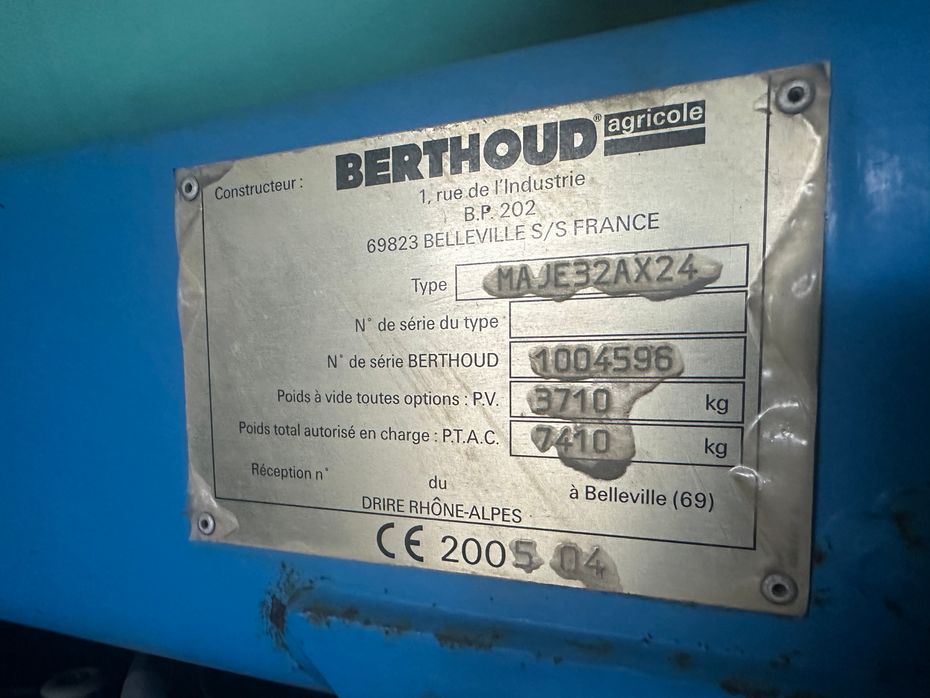 Constructeur : BERTHOUD® agricole
1, rue de l'Industrie
B.P. 202
69823 BELLEVILLE S/S FRANCE
Type MAJE32AX24
N° de série du type
N° de série BERTHOUD 1004596
Poids à vide toutes options : P.V. 3710 kg
Poids total autorisé en charge : P.T.A.C. 7410 kg
Réception n° du à Belleville (69)
DRIRE RHÔNE-ALPES
CE 2005 04